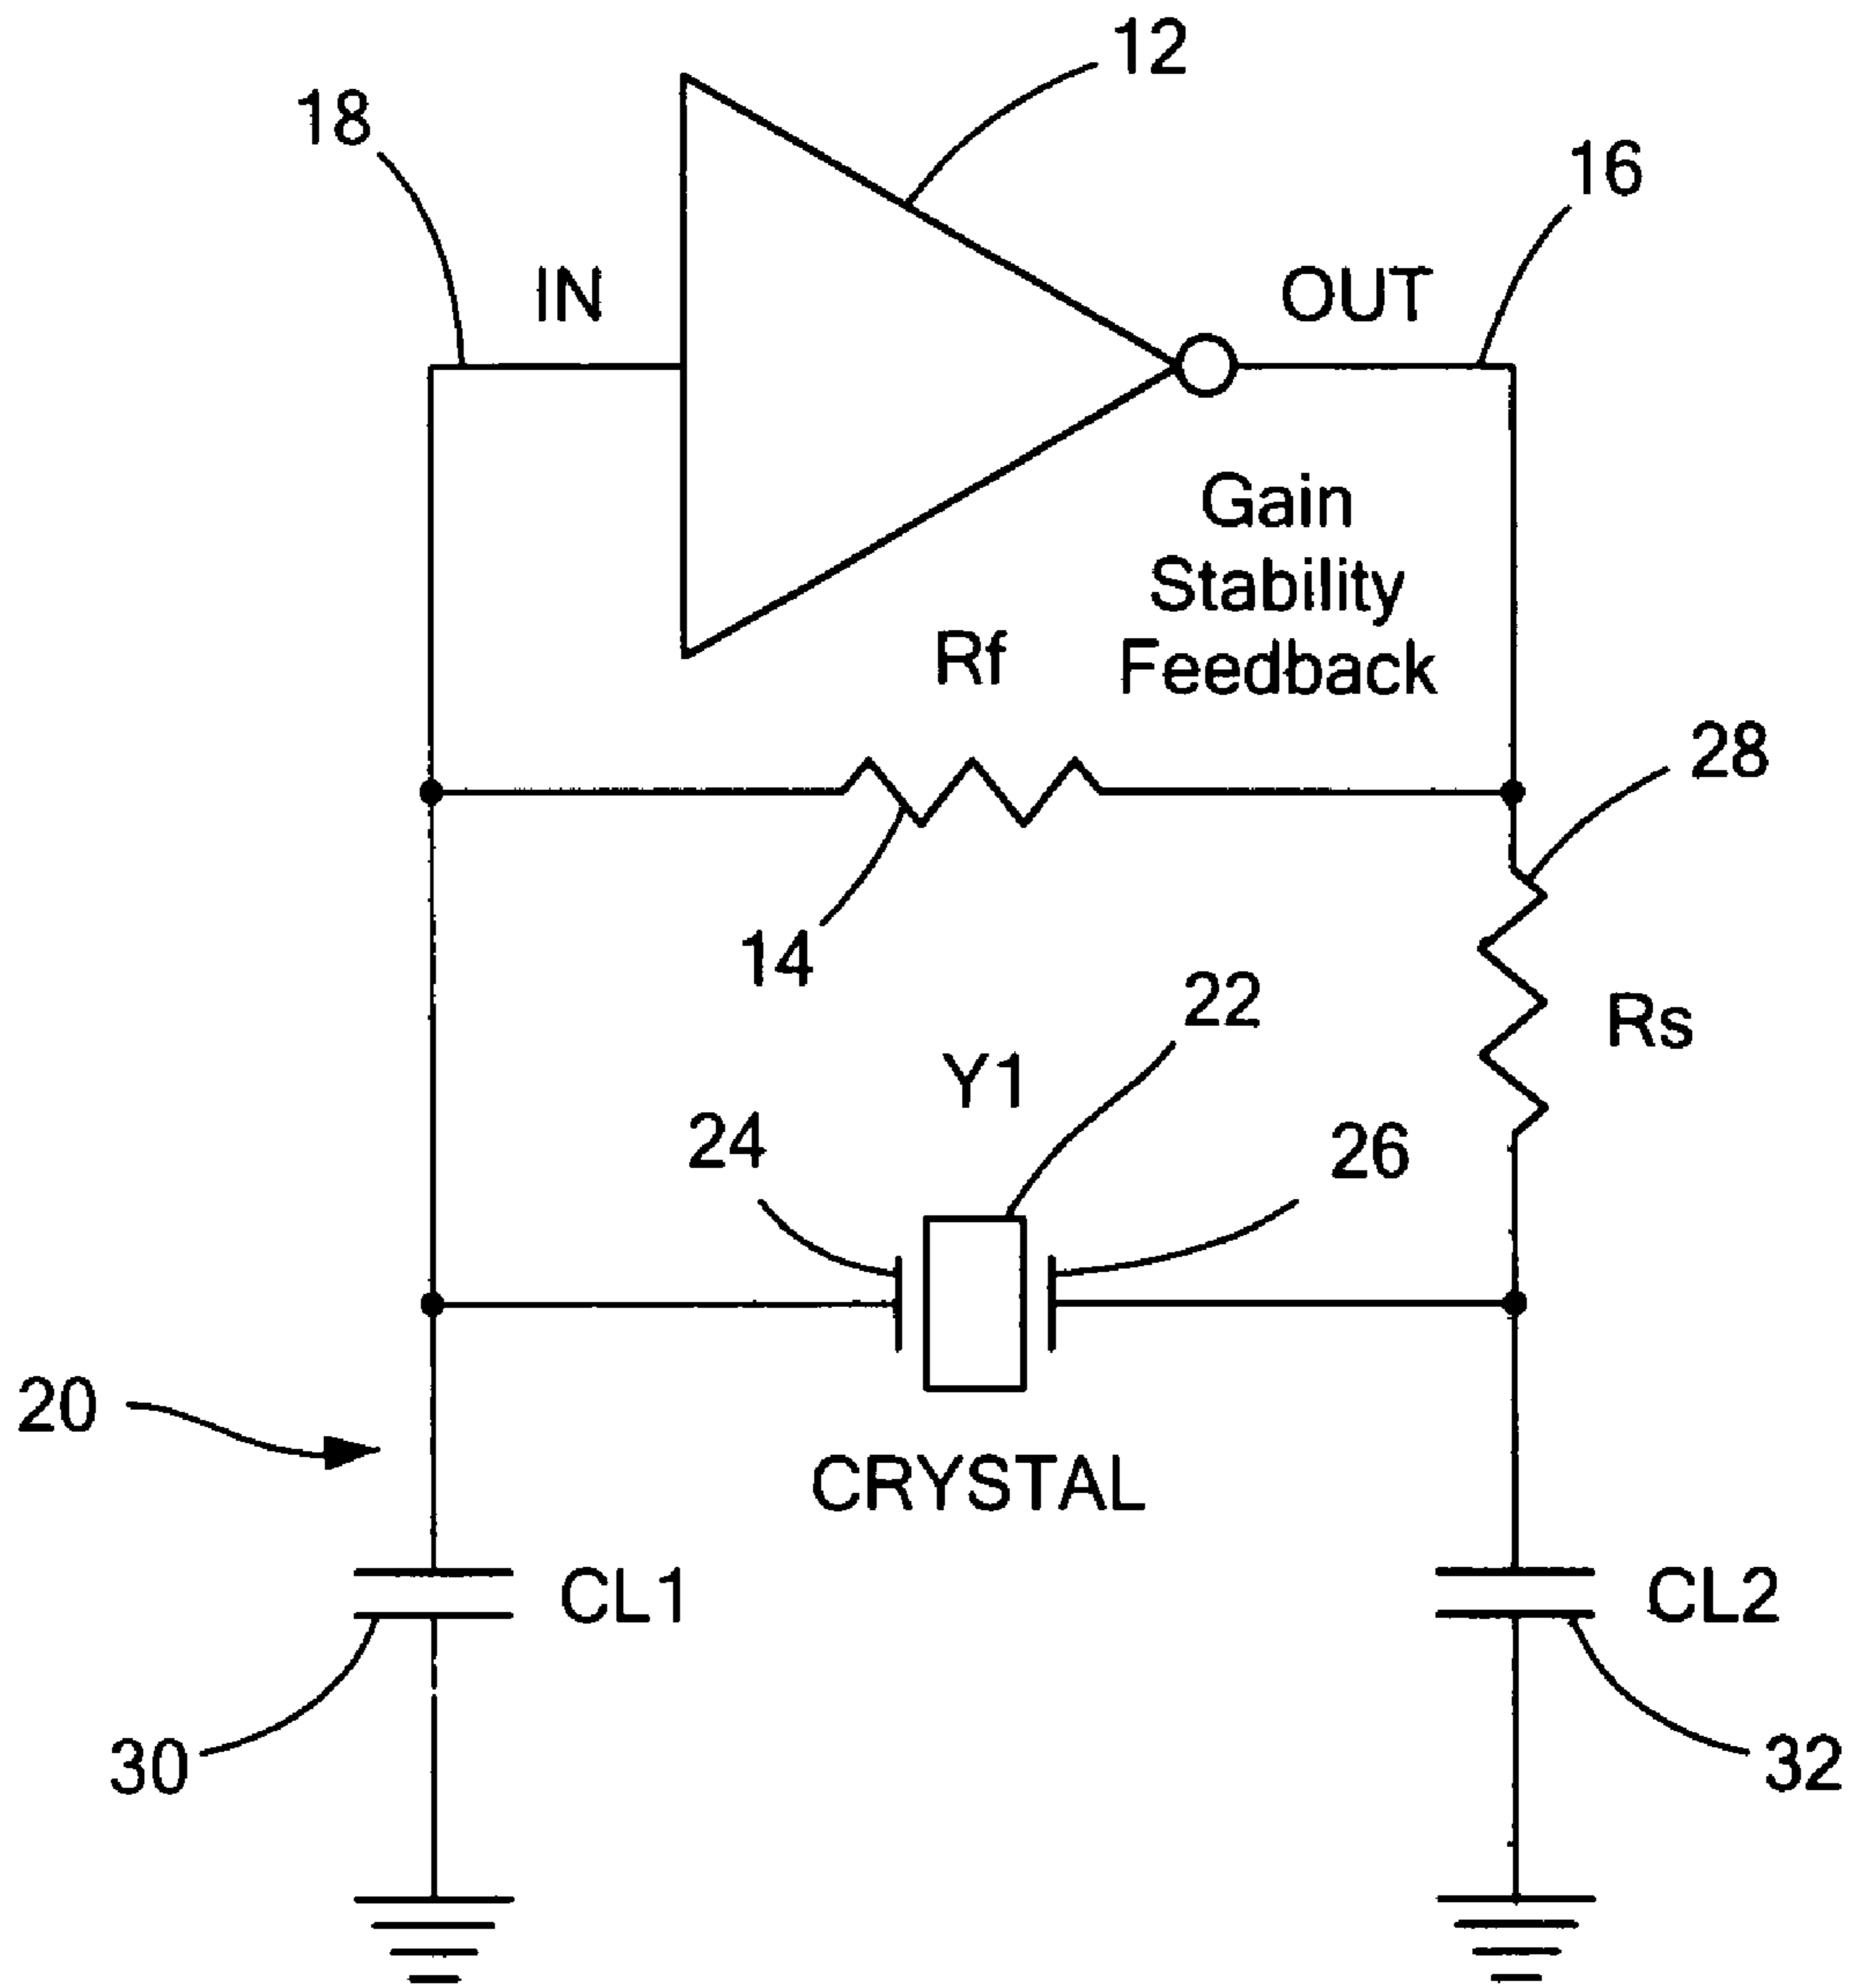 12
18
16
IN
OUT
Gain
Stability
Feedback
Rf
28
14
22
Rs
Y1
24
26
20
CRYSTAL
CL1
CL2
30
32